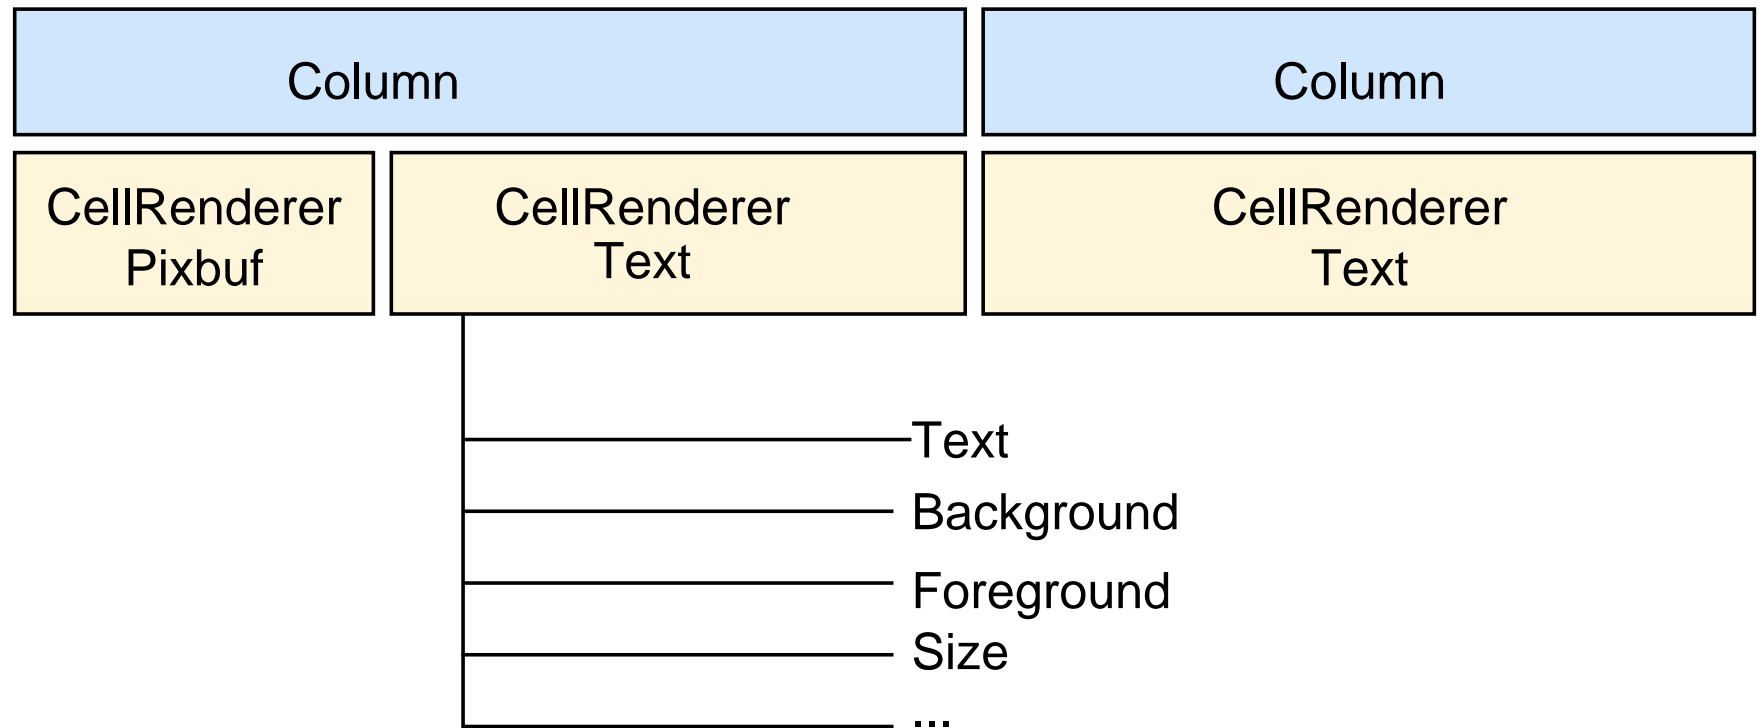 Column
Column
CellRenderer
Pixbuf
CellRenderer
Text
CellRenderer
Text
Text
Background
Foreground
Size
...